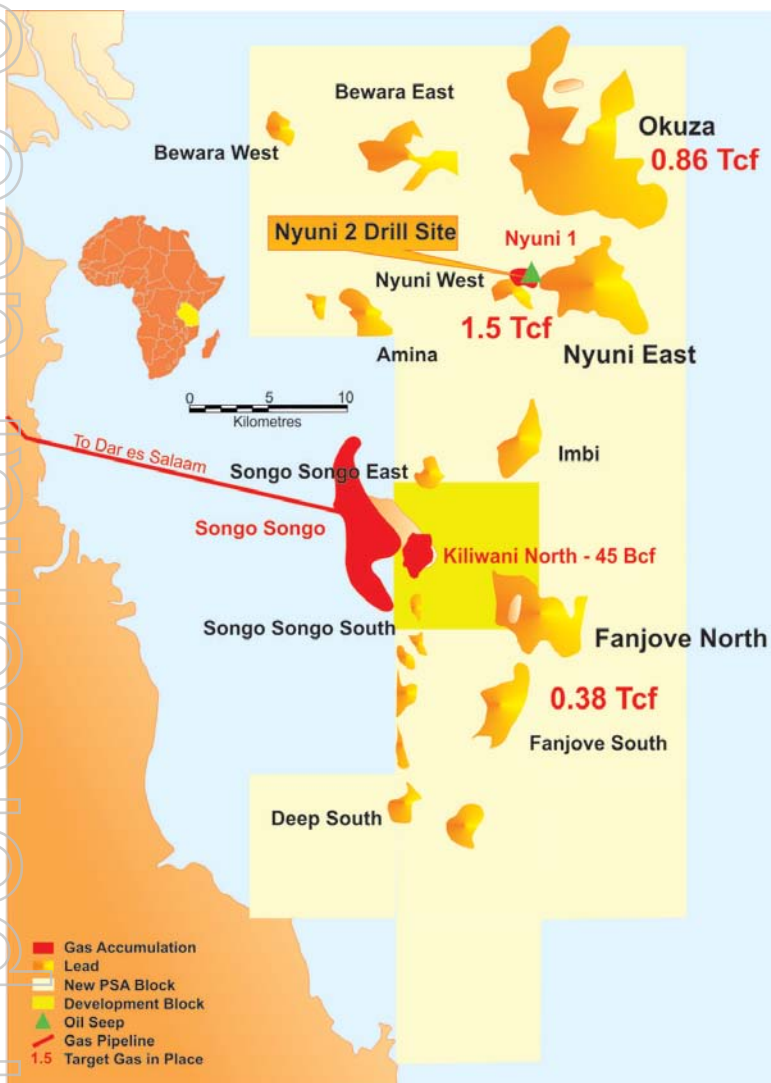 Bewara East
Bewara West
Okuza
0.86 Tcf
Nyuni 2 Drill Site
Nyuni 1
Nyuni West
1.5 Tcf
Nyuni East
Amina
0 5 10
Kilometres
Imbi
To Dar es Salaam
Songo Songo East
Songo Songo
Kiliwani North - 45 Bcf
Songo Songo South
Fanjove North
0.38 Tcf
Fanjove South
Deep South
Gas Accumulation
Lead
New PSA Block
Development Block
Oil Seep
Gas Pipeline
1.5 Target Gas in Place